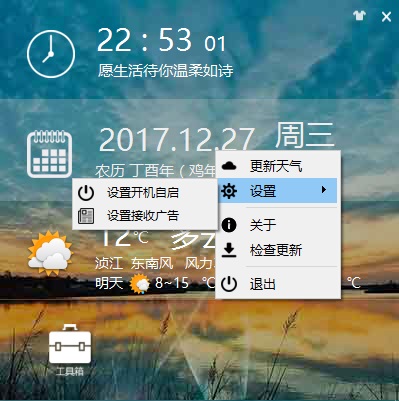 22 : 53 01
愿生活待你温柔如诗
2017.12.27 周三
农历 丁酉年（鸡年
更新天气
设置
设置开机自启
设置接收广告
关于
检查更新
退出
12℃ 多云
浈江 东南风 风力
明天 8~15 ℃ ℃
工具箱